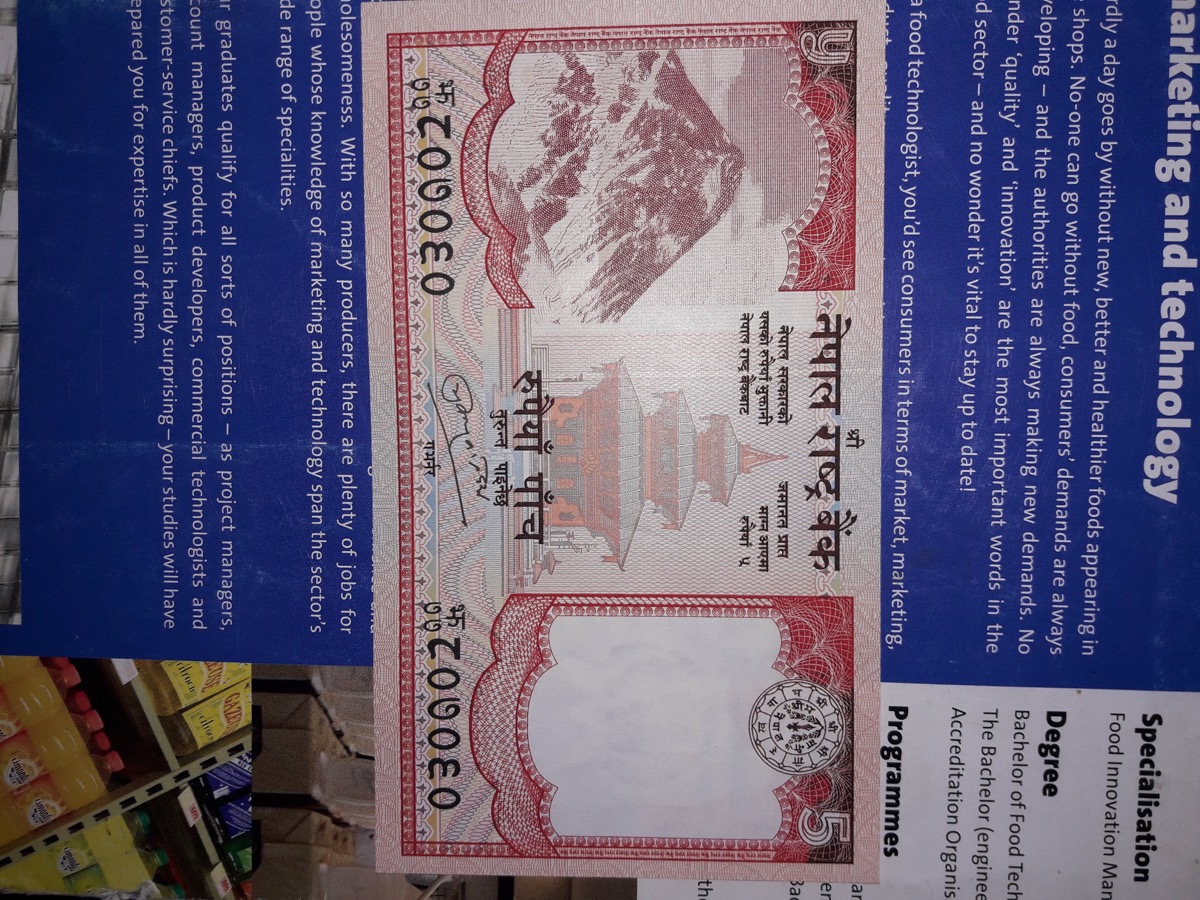 marketing and technology
rdly a day goes by without new, better and healthier foods appearing in
shops. No-one can go without food, consumers' demands are always
veloping – and the authorities are always making new demands. No
nder 'quality' and 'innovation' are the most important words in the
d sector – and no wonder it's vital to stay up to date!
a food technologist, you'd see consumers in terms of market, marketing,
Specialisation
Food Innovation Man
Degree
Bachelor of Food Tech
The Bachelor (enginee
Accreditation Organis
Programmes
५
5
श्री
नेपाल राष्ट्र बैंक
नेपाल सरकारको जमानत प्राप्त
यसको रुपैयाँ भुक्तानी मान्य आयमा
नेपाल राष्ट्र बैंकबाट रुपैयाँ ५
रुपैयाँ पाँच
तुरुन्त पाईनेछ
गभर्नर
झ
७७ २०७०३०
झ
७७ २०७०३०
olesomeness. With so many producers, there are plenty of jobs for
ople whose knowledge of marketing and technology span the sector's
de range of specialities.
r graduates qualify for all sorts of positions – as project managers,
count managers, product developers, commercial technologists and
stomer-service chiefs. Which is hardly surprising – your studies will have
epared you for expertise in all of them.